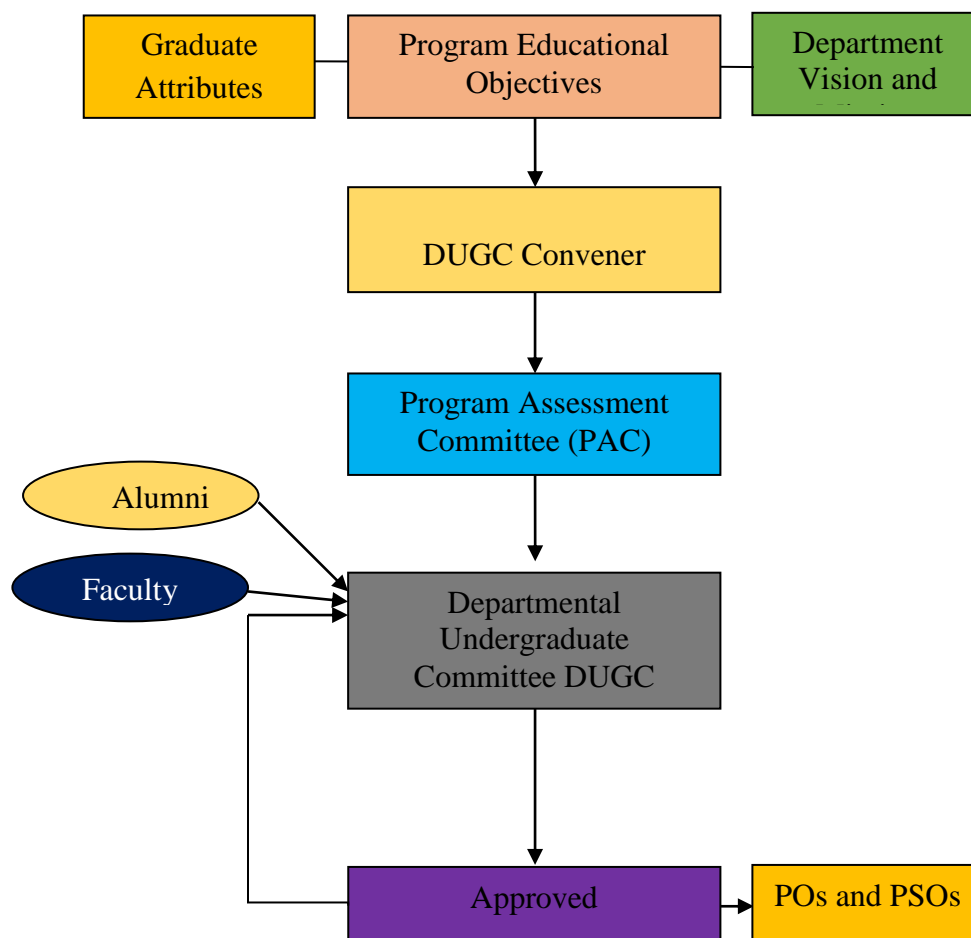 Graduate
Attributes
Program Educational
Objectives
Department
Vision and
DUGC Convener
Program Assessment
Committee (PAC)
Alumni
Faculty
Departmental
Undergraduate
Committee DUGC
Approved
POs and PSOs